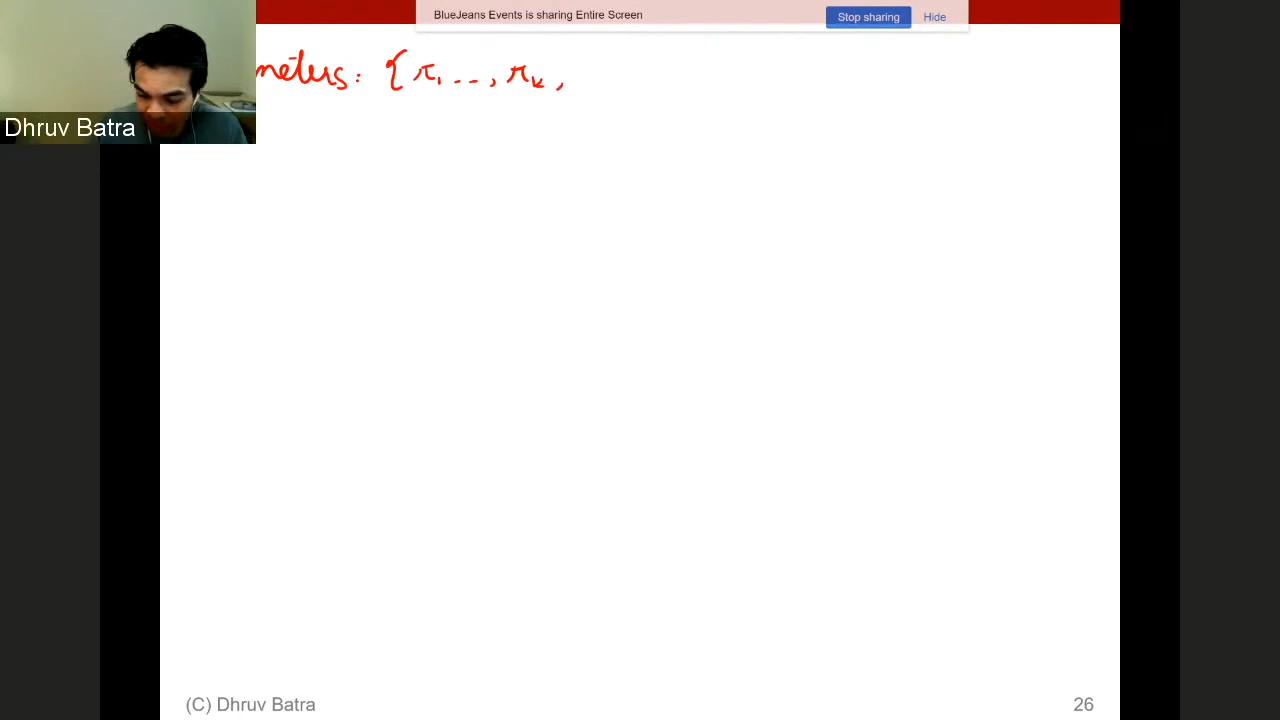 BlueJeans Events is sharing Entire Screen
Stop sharing
Hide
meters: {π₁ ..., πₖ,
Dhruv Batra
(C) Dhruv Batra
26